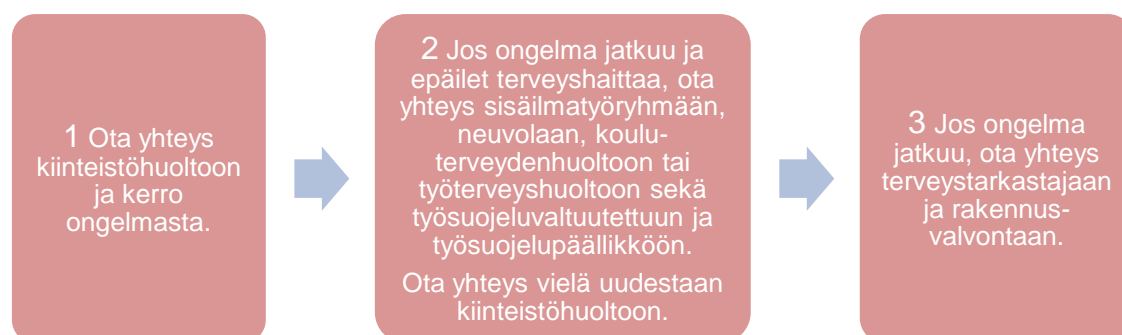 1 Ota yhteys
kiinteistöhuoltoon
ja kerro
ongelmasta.
2 Jos ongelma jatkuu ja
epäilet terveyshaittaa, ota
yhteys sisäilmatyöryhmään,
neuvolaan, koulu-
terveydenhuoltoon tai
työterveyshuoltoon sekä
työsuojeluvaltuutettuun ja
työsuojelupäällikköön.
Ota yhteys vielä uudestaan
kiinteistöhuoltoon.
3 Jos ongelma
jatkuu, ota yhteys
terveystarkastajaan
ja rakennus-
valvontaan.